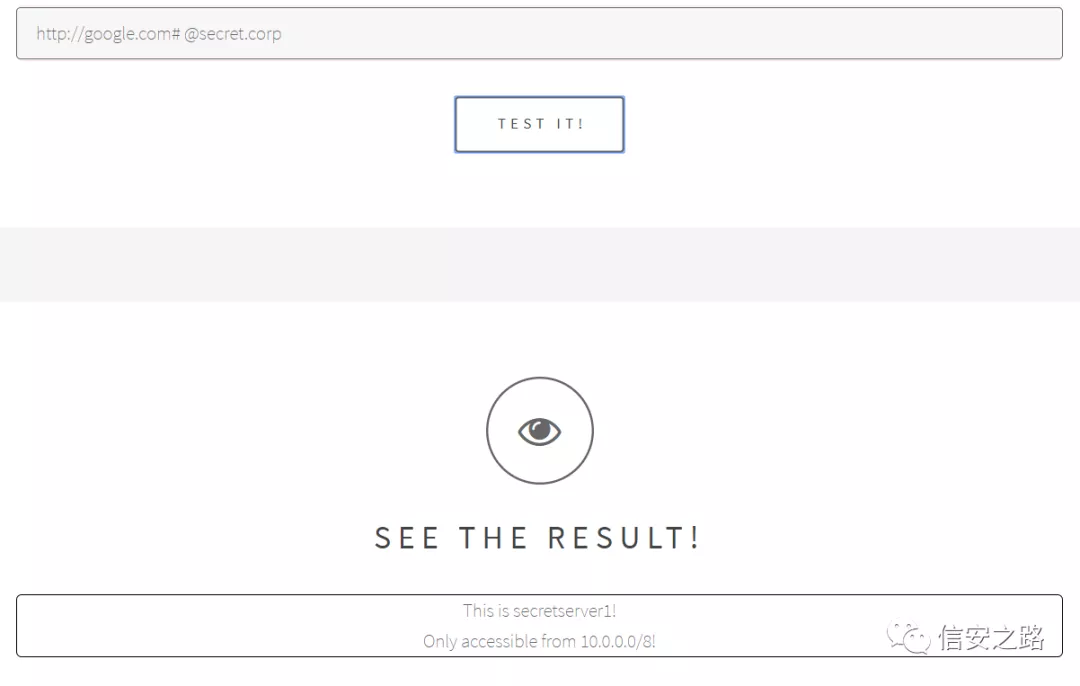 http://google.com# @secret.corp
TEST IT!
SEE THE RESULT!
This is secretserver1!
Only accessible from 10.0.0.0/8!
信安之路